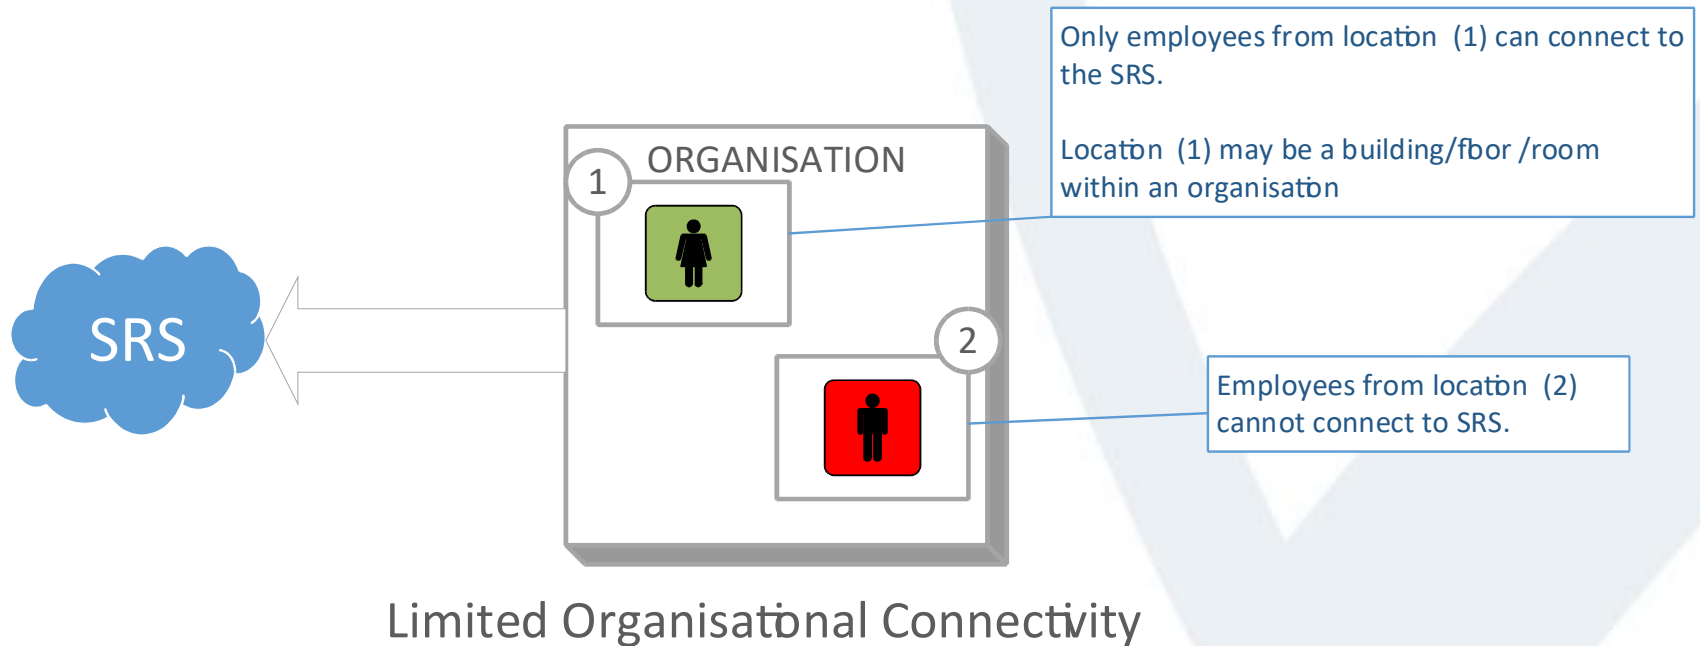 Only employees from location (1) can connect to
the SRS.
Location (1) may be a building/floor /room
within an organisation
ORGANISATION
1
SRS
2
Employees from location (2)
cannot connect to SRS.
Limited Organisational Connectivity